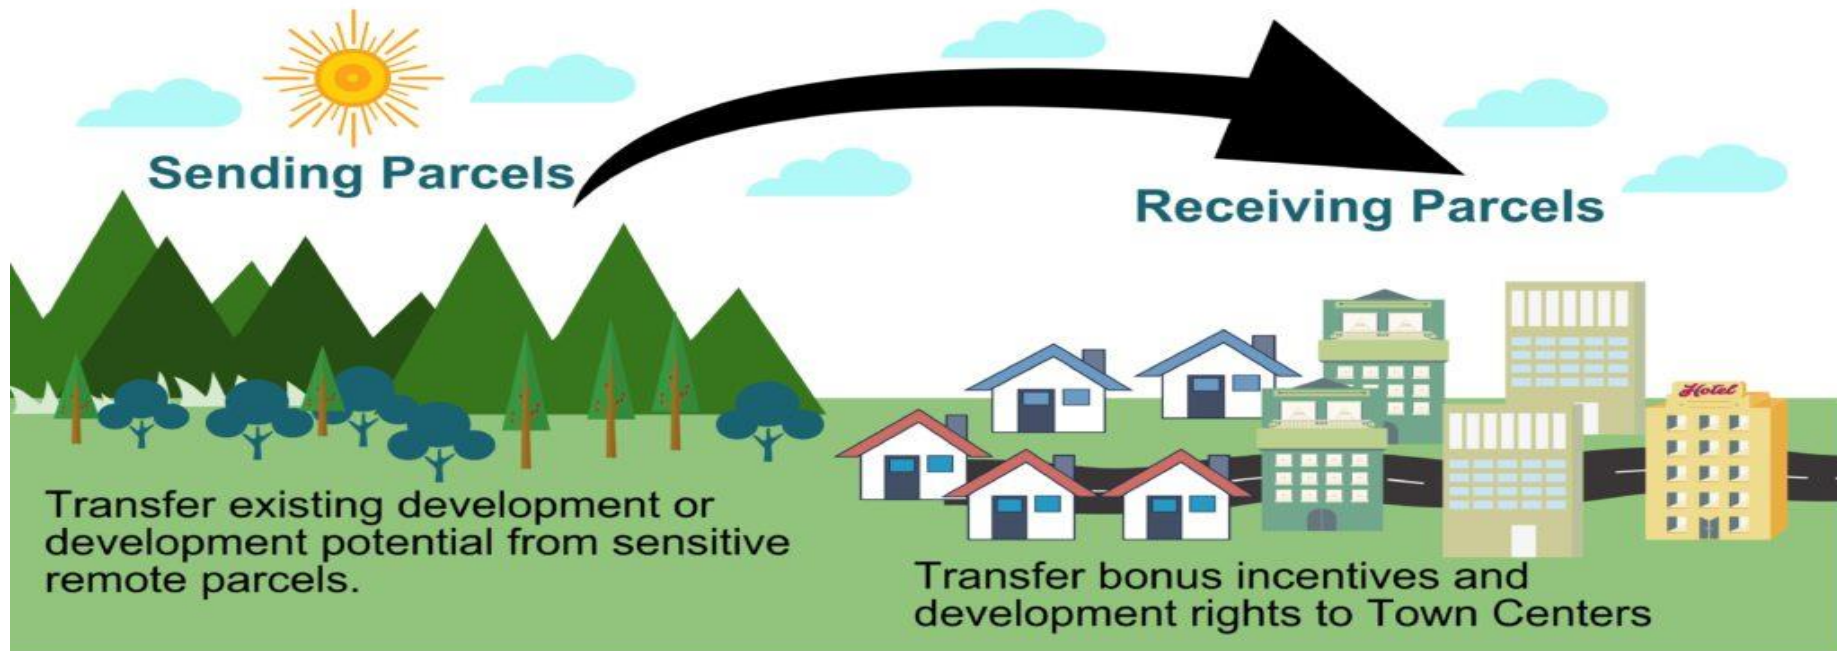 Sending Parcels
Receiving Parcels
Hotel
Transfer existing development or
development potential from sensitive
remote parcels.
Transfer bonus incentives and
development rights to Town Centers